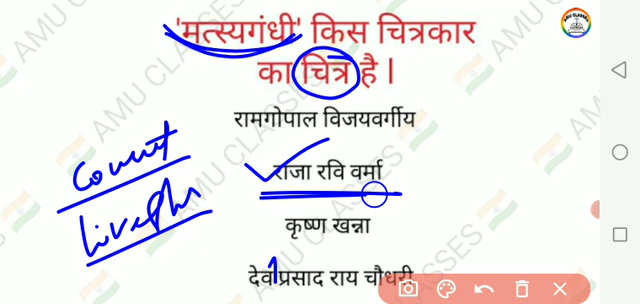 'मत्स्यगंधी' किस चित्रकार
का चित्र है।
रामगोपाल विजयवर्गीय
राजा रवि वर्मा
कृष्ण खन्ना
देवी प्रसाद राय चौधरी
AMU CLASSES